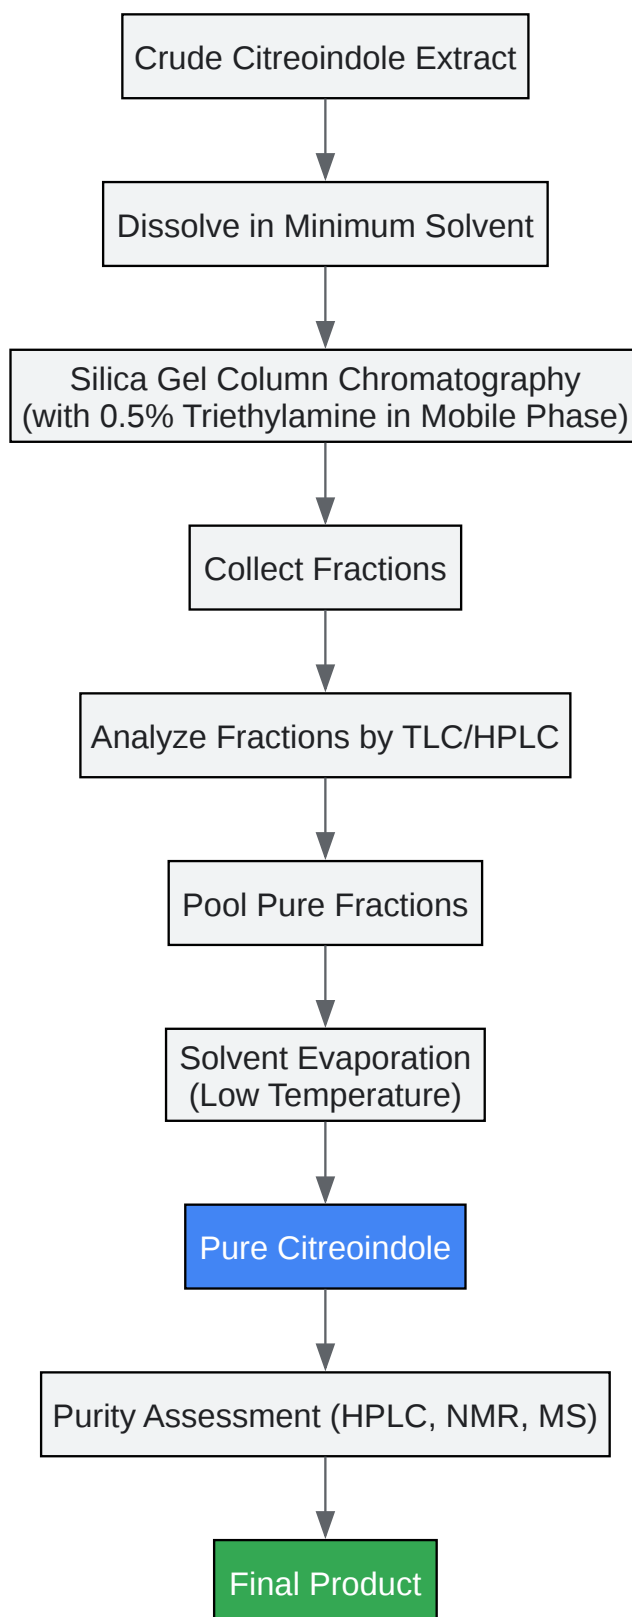 Crude Citreoindole Extract
Dissolve in Minimum Solvent
Silica Gel Column Chromatography
(with 0.5% Triethylamine in Mobile Phase)
Collect Fractions
Analyze Fractions by TLC/HPLC
Pool Pure Fractions
Solvent Evaporation
(Low Temperature)
Pure Citreoindole
Purity Assessment (HPLC, NMR, MS)
Final Product